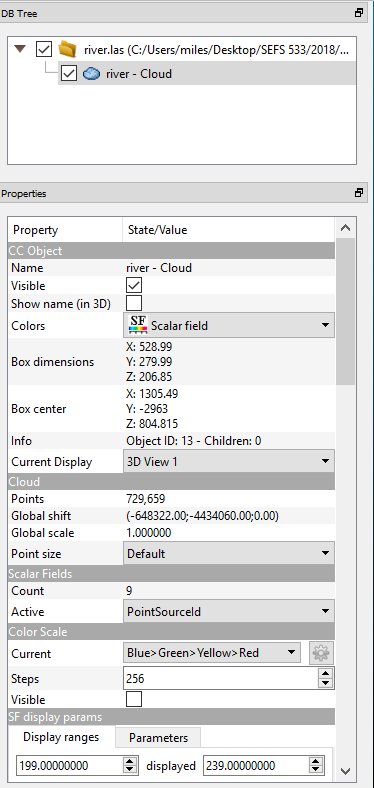 DB Tree
river.las (C:/Users/miles/Desktop/SEFS 533/2018/...
river - Cloud
Properties
Property State/Value
CC Object
Name river - Cloud
Visible
Show name (in 3D)
Colors SF Scalar field
Box dimensions X: 528.99
Y: 279.99
Z: 206.85
Box center X: 1305.49
Y: -2963
Z: 804.815
Info Object ID: 13 - Children: 0
Current Display 3D View 1
Cloud
Points 729,659
Global shift (-648322.00;-4434060.00;0.00)
Global scale 1.000000
Point size Default
Scalar Fields
Count 9
Active PointSourceId
Color Scale
Current Blue>Green>Yellow>Red
Steps 256
Visible
SF display params
Display ranges Parameters
199.00000000 displayed 239.00000000